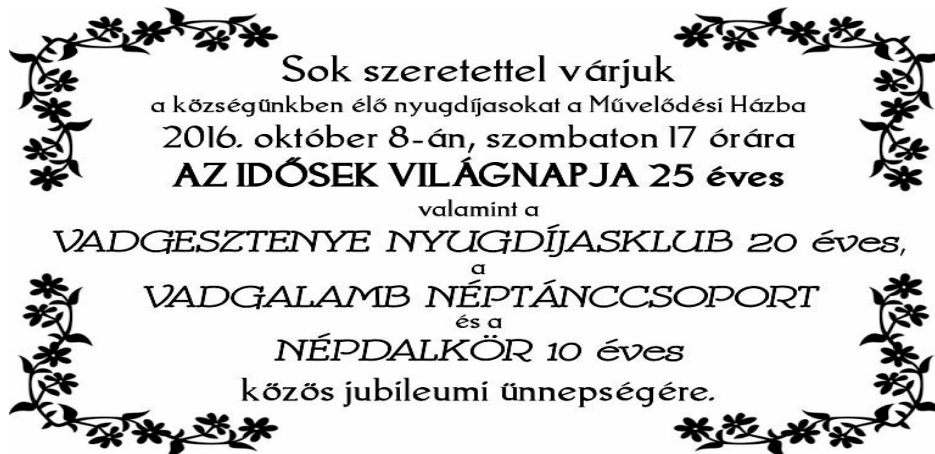 Sok szeretettel várjuk
a községünkben élő nyugdíjasokat a Művelődési Házba
2016. október 8-án, szombaton 17 órára
AZ IDŐSEK VILÁGNAPJA 25 éves
valamint a
VADGESZTENYE NYUGDÍJASKLUB 20 éves,
a
VADGALAMB NÉPTÁNCCSOPORT
és a
NÉPDALKÖR 10 éves
közös jubileumi ünnepségére.